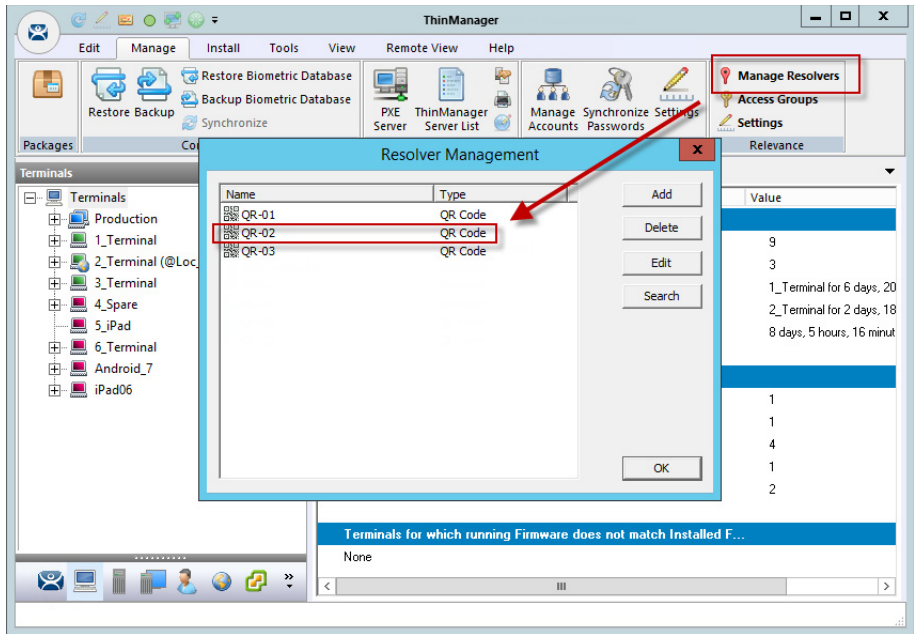 ThinManager
Edit Manage Install Tools View Remote View Help
Restore Backup
Restore Biometric Database
Backup Biometric Database
Synchronize
PXE Server
ThinManager Server List
Manage Accounts
Synchronize Passwords
Settings
Manage Resolvers
Access Groups
Settings
Packages
Co
Relevance
Resolver Management
x
Terminals
Terminals
Production
1_Terminal
2_Terminal (@Loc_
3_Terminal
4_Spare
5_iPad
6_Terminal
Android_7
iPad06
Name Type
QR-01 QR Code
QR-02 QR Code
QR-03 QR Code
Add
Delete
Edit
Search
OK
Value
9
3
1_Terminal for 6 days, 20
2_Terminal for 2 days, 18
8 days, 5 hours, 16 minut
1
1
4
1
2
Terminals for which running Firmware does not match Installed F...
None